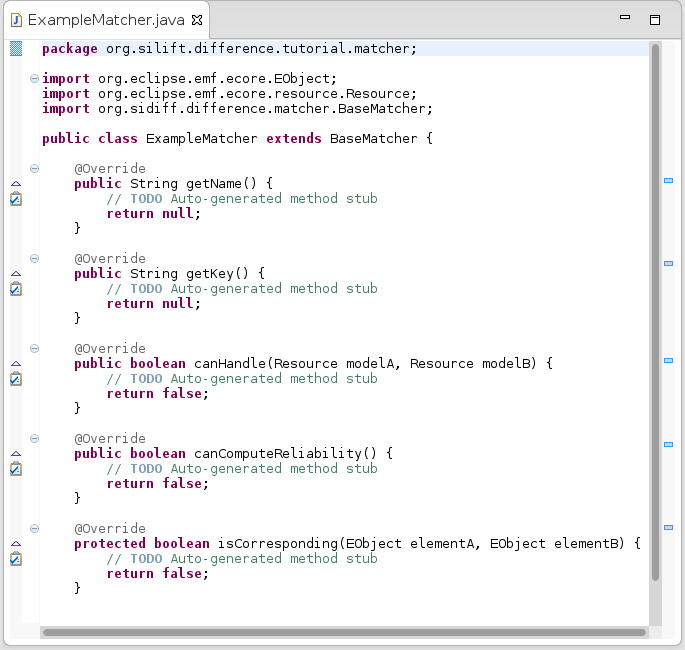 ExampleMatcher.java
package org.silift.difference.tutorial.matcher;
import org.eclipse.emf.ecore.EObject;
import org.eclipse.emf.ecore.resource.Resource;
import org.sidiff.difference.matcher.BaseMatcher;
public class ExampleMatcher extends BaseMatcher {
@Override
public String getName() {
// TODO Auto-generated method stub
return null;
}
@Override
public String getKey() {
// TODO Auto-generated method stub
return null;
}
@Override
public boolean canHandle(Resource modelA, Resource modelB) {
// TODO Auto-generated method stub
return false;
}
@Override
public boolean canComputeReliability() {
// TODO Auto-generated method stub
return false;
}
@Override
protected boolean isCorresponding(EObject elementA, EObject elementB) {
// TODO Auto-generated method stub
return false;
}